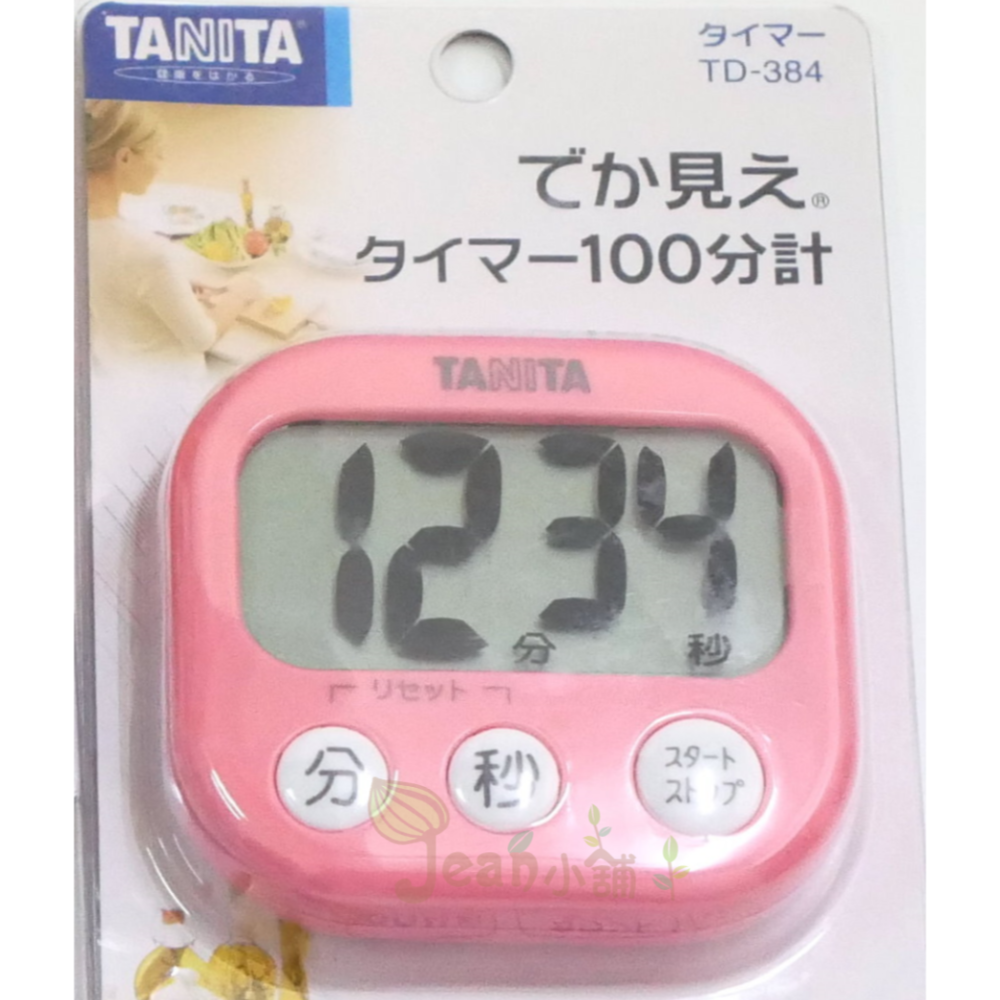 TANITA
健康をはかる
タイマー
TD-384
でか見え®
タイマー100分計
TANITA
12 34
分 秒
リセット
分 秒 スタート
ストップ
Jean小舖